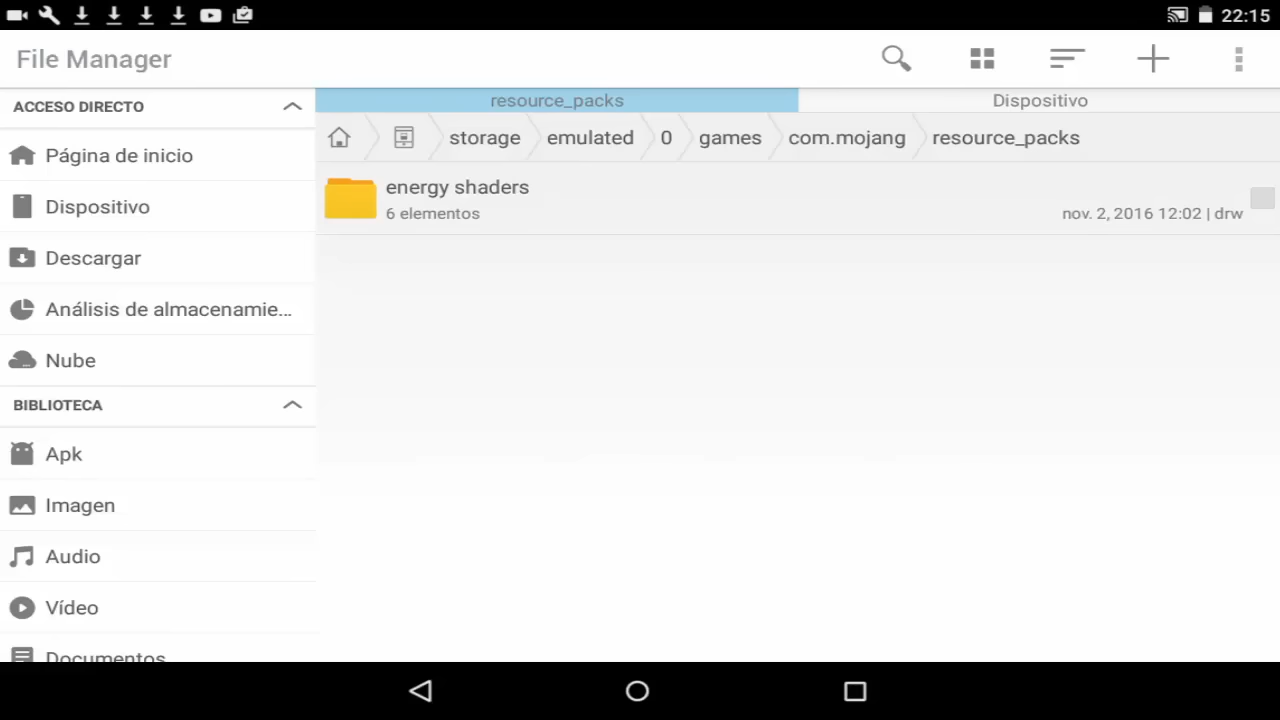 22:15
File Manager
ACCESO DIRECTO
Página de inicio
Dispositivo
Descargar
Análisis de almacenamie...
Nube
BIBLIOTECA
Apk
Imagen
Audio
Vídeo
Documentos
resource_packs
Dispositivo
storage emulated 0 games com.mojang resource_packs
energy shaders
6 elementos
nov. 2, 2016 12:02 | drw